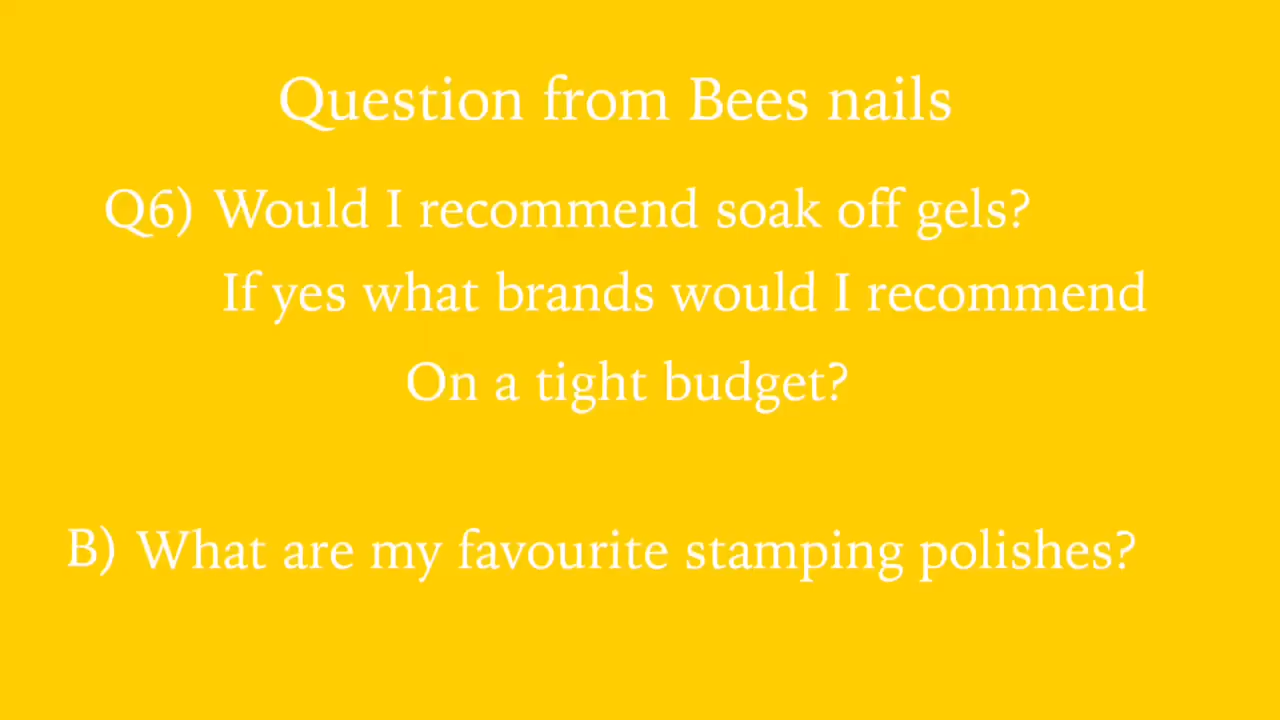 Question from Bees nails
Q6) Would I recommend soak off gels?
If yes what brands would I recommend
On a tight budget?
B) What are my favourite stamping polishes?